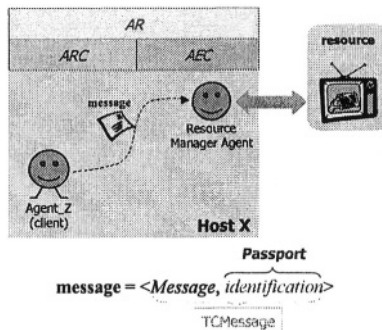 AR
ARC AEC
resource
message
Resource
Manager Agent
Agent_Z
(client)
Host X
Passport
message = <Message, identification>
TCMessage